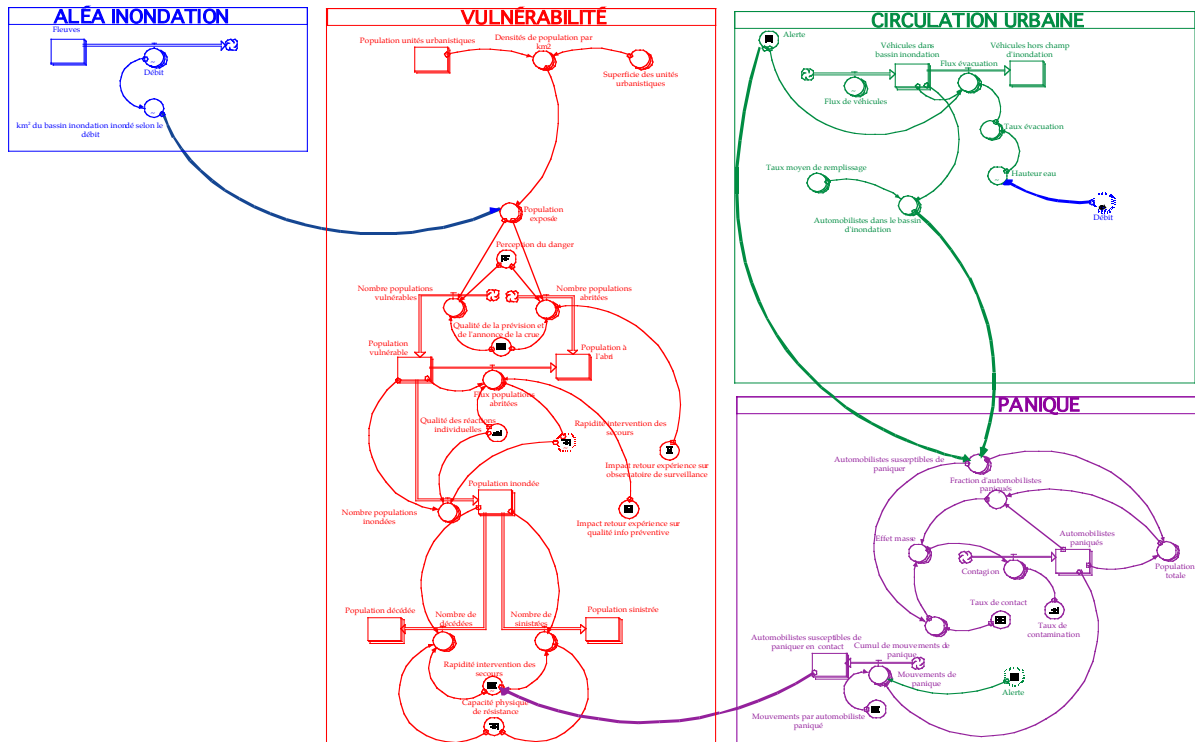 ALÉA INONDATION
Fleuves
Débit
km² du bassin inondation inondé selon le
débit
VULNÉRABILITÉ
Population unités urbanistiques
Densités de population par
km2
Superficie des unités
urbanistiques
Population
exposée
Perception du danger
Nombre populations
vulnérables
Nombre populations
abritées
Qualité de la prévision et
de l'annonce de la crue
Population
vulnérable
Population à
l'abri
Flux populations
abritées
Qualité des réactions
individuelles
Rapidité intervention des
secours
Impact retour expérience sur
observatoire de surveillance
Population inondée
Nombre populations
inondées
Impact retour expérience sur
qualité info préventive
Population décédée
Nombre de
décédées
Nombre de
sinistrées
Population sinistrée
Rapidité intervention des
secours
Capacité physique
de résistance
CIRCULATION URBAINE
Alerte
Véhicules dans
bassin inondation
Véhicules hors champ
d'inondation
Flux évacuation
Flux de véhicules
Taux évacuation
Taux moyen de remplissage
Hauteur eau
Automobilistes dans le bassin
d'inondation
Débit
PANIQUE
Automobilistes susceptibles de
paniquer
Fraction d'automobilistes
paniqués
Effet masse
Automobilistes
paniqués
Contagion
Population
totale
Taux de contact
Taux de
contamination
Automobilistes susceptibles de
paniquer en contact
Cumul de mouvements de
panique
Mouvements de
panique
Alerte
Mouvements par automobiliste
paniqué